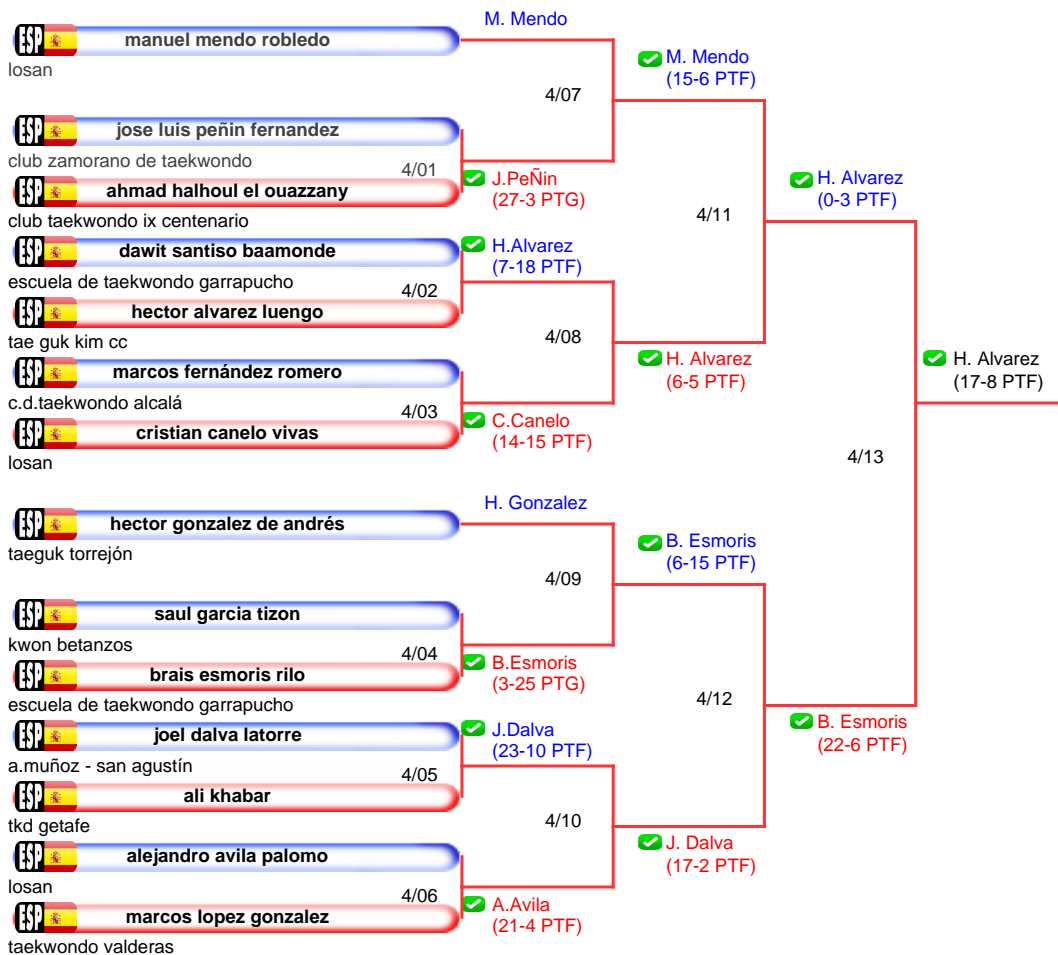 M. Mendo
ESP manuel mendo robledo
losan
M. Mendo
(15-6 PTF)
4/07
ESP jose luis peñin fernandez
club zamorano de taekwondo
4/01
J.PeÑin
(27-3 PTG)
ESP ahmad halhoul el ouazzany
club taekwondo ix centenario
H. Alvarez
(0-3 PTF)
4/11
ESP dawit santiso baamonde
escuela de taekwondo garrapucho
H.Alvarez
(7-18 PTF)
4/02
ESP hector alvarez luengo
tae guk kim cc
4/08
H. Alvarez
(6-5 PTF)
ESP marcos fernández romero
c.d.taekwondo alcalá
4/03
C.Canelo
(14-15 PTF)
ESP cristian canelo vivas
losan
H. Alvarez
(17-8 PTF)
4/13
H. Gonzalez
ESP hector gonzalez de andrés
taeguk torrejón
B. Esmoris
(6-15 PTF)
4/09
ESP saul garcia tizon
kwon betanzos
4/04
B.Esmoris
(3-25 PTG)
ESP brais esmoris rilo
escuela de taekwondo garrapucho
4/12
B. Esmoris
(22-6 PTF)
ESP joel dalva latorre
a.muñoz - san agustín
J.Dalva
(23-10 PTF)
4/05
ESP ali khabar
tkd getafe
4/10
J. Dalva
(17-2 PTF)
ESP alejandro avila palomo
losan
4/06
A.Avila
(21-4 PTF)
ESP marcos lopez gonzalez
taekwondo valderas